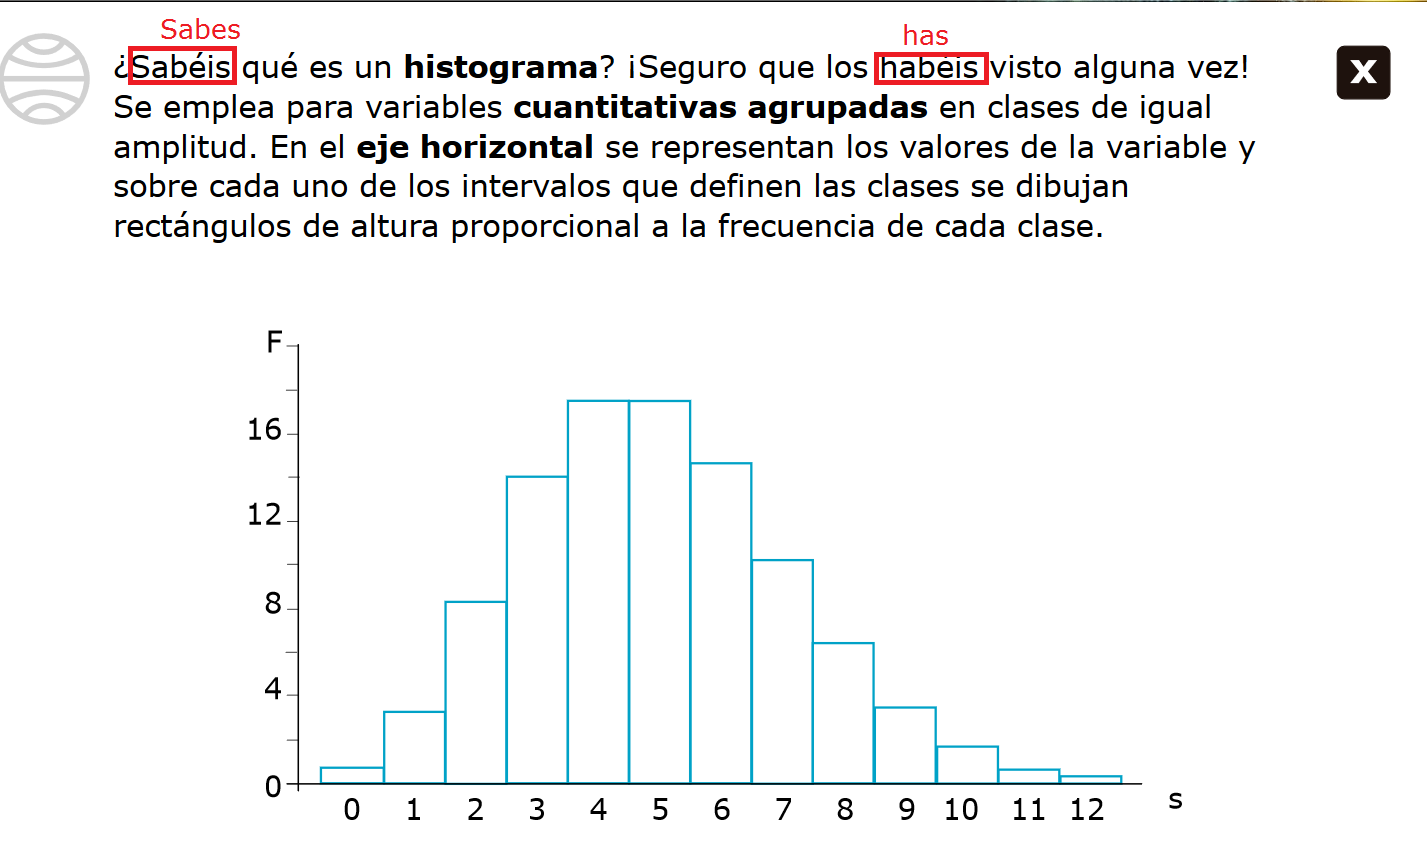 Sabes has
¿Sabéis qué es un histograma? ¡Seguro que los habéis visto alguna vez!
Se emplea para variables cuantitativas agrupadas en clases de igual
amplitud. En el eje horizontal se representan los valores de la variable y
sobre cada uno de los intervalos que definen las clases se dibujan
rectángulos de altura proporcional a la frecuencia de cada clase.
X
F
16
12
8
4
0
0 1 2 3 4 5 6 7 8 9 10 11 12 s